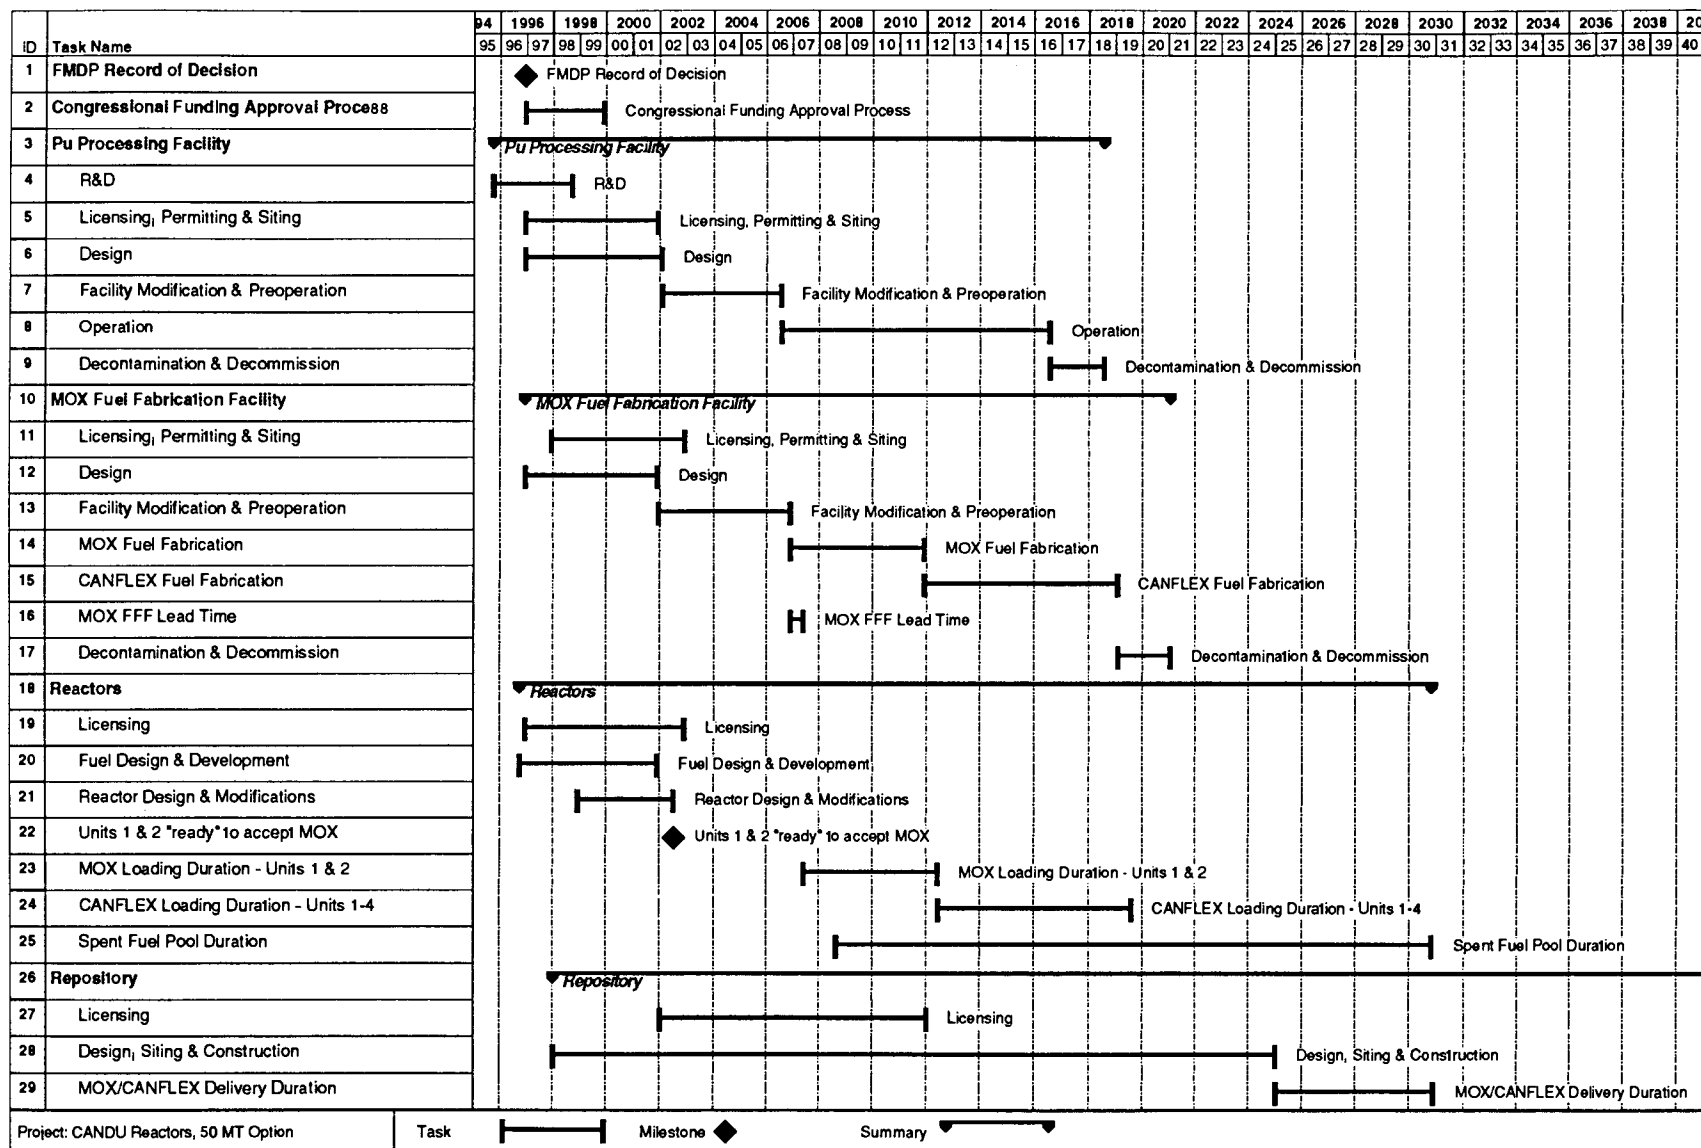 94 1996 1998 2000 2002 2004 2006 2008 2010 2012 2014 2016 2018 2020 2022 2024 2026 2028 2030 2032 2034 2036 2038 20
ID Task Name 95 96 97 98 99 00 01 02 03 04 05 06 07 08 09 10 11 12 13 14 15 16 17 18 19 20 21 22 23 24 25 26 27 28 29 30 31 32 33 34 35 36 37 38 39 40
1 FMDP Record of Decision FMDP Record of Decision
2 Congressional Funding Approval Proce88 Congressional Funding Approval Process
3 Pu Processing Facility Pu Processing Facility
4 R&D R&D
5 Licensing, Permitting & Siting Licensing, Permitting & Siting
6 Design Design
7 Facility Modification & Preoperation Facility Modification & Preoperation
8 Operation Operation
9 Decontamination & Decommission Decontamination & Decommission
10 MOX Fuel Fabrication Facility MOX Fuel Fabrication Facility
11 Licensing, Permitting & Siting Licensing, Permitting & Siting
12 Design Design
13 Facility Modification & Preoperation Facility Modification & Preoperation
14 MOX Fuel Fabrication MOX Fuel Fabrication
15 CANFLEX Fuel Fabrication CANFLEX Fuel Fabrication
16 MOX FFF Lead Time MOX FFF Lead Time
17 Decontamination & Decommission Decontamination & Decommission
18 Reactors Reactors
19 Licensing Licensing
20 Fuel Design & Development Fuel Design & Development
21 Reactor Design & Modifications Reactor Design & Modifications
22 Units 1 & 2 "ready" to accept MOX Units 1 & 2 "ready" to accept MOX
23 MOX Loading Duration - Units 1 & 2 MOX Loading Duration - Units 1 & 2
24 CANFLEX Loading Duration - Units 1-4 CANFLEX Loading Duration - Units 1-4
25 Spent Fuel Pool Duration Spent Fuel Pool Duration
26 Repository Repository
27 Licensing Licensing
28 Design, Siting & Construction Design, Siting & Construction
29 MOX/CANFLEX Delivery Duration MOX/CANFLEX Delivery Duration
Project: CANDU Reactors, 50 MT Option Task Milestone Summary